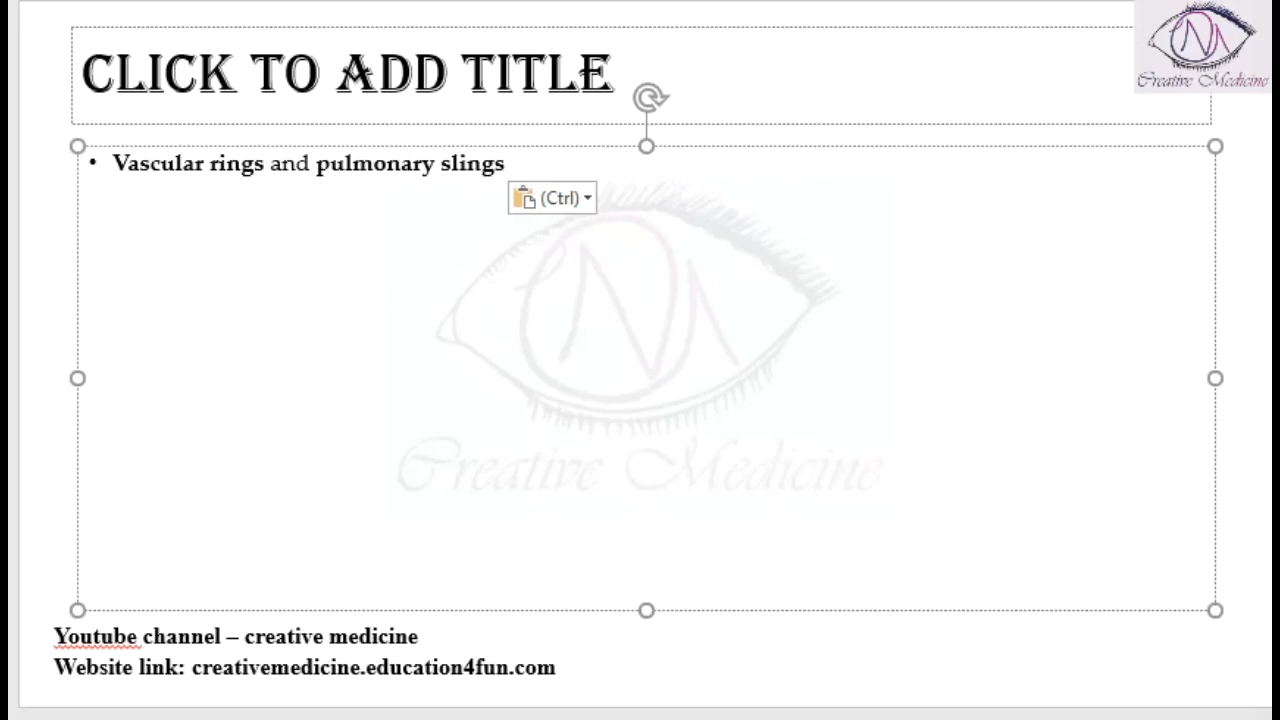 CLICK TO ADD TITLE
Creative Medicine
• Vascular rings and pulmonary slings
(Ctrl)
Creative Medicine
Youtube channel – creative medicine
Website link: creativemedicine.education4fun.com